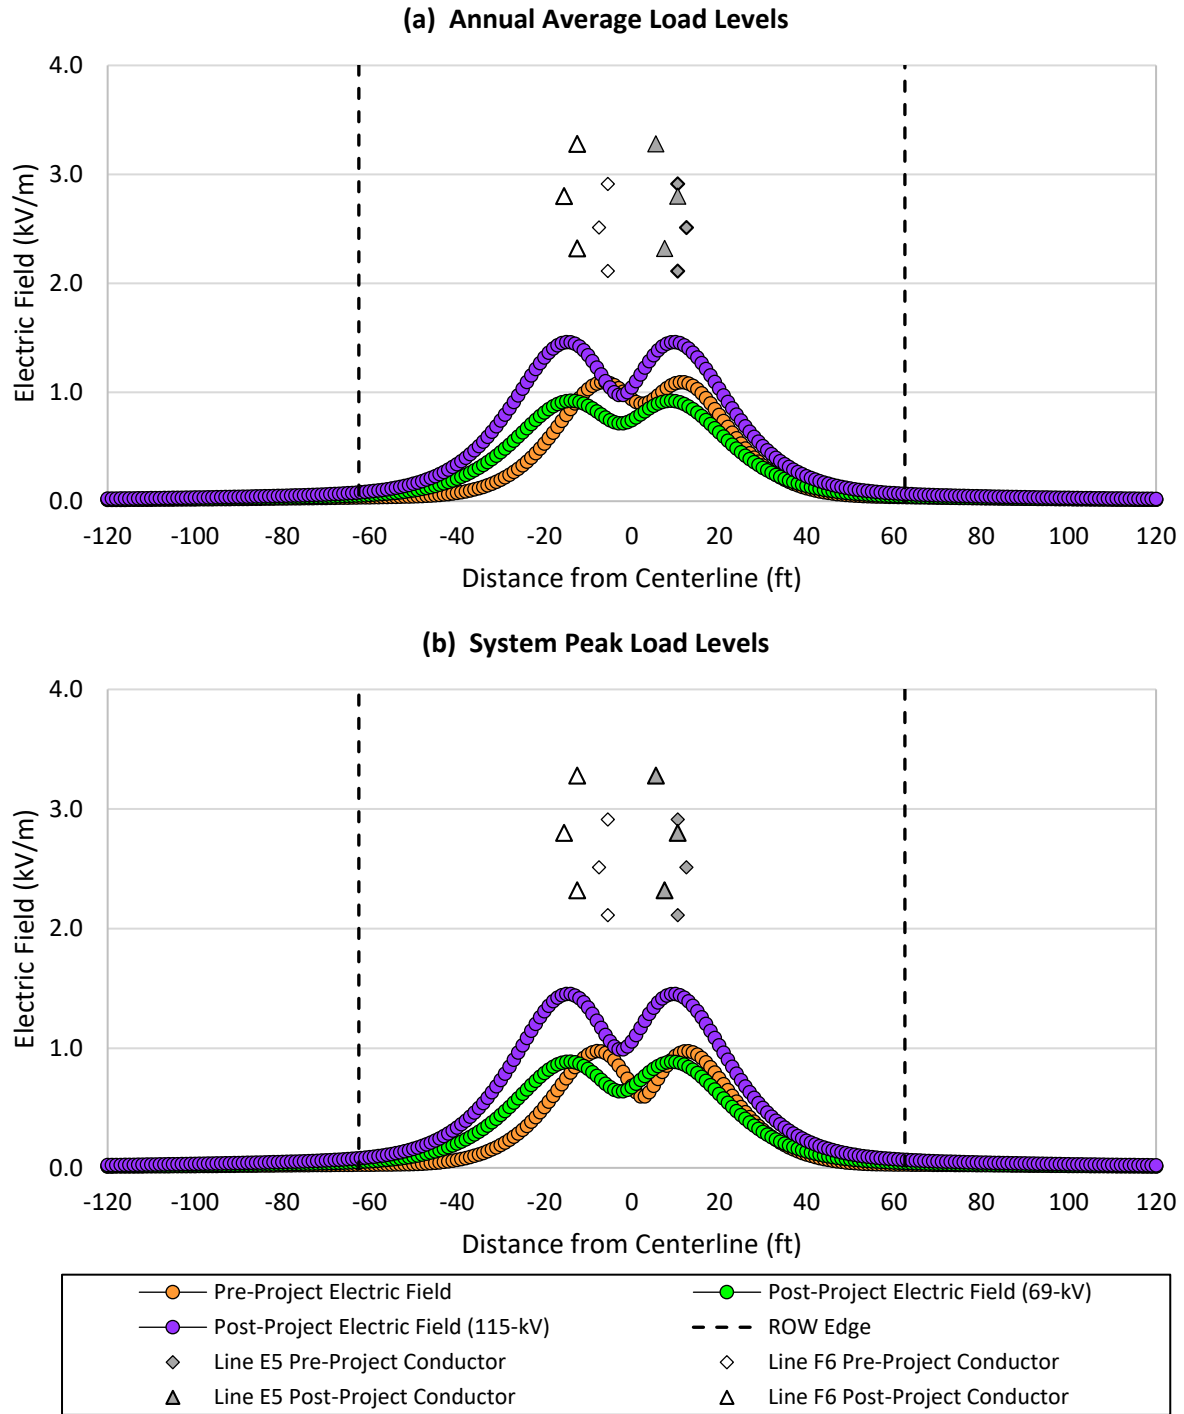 (a)  Annual Average Load Levels
4.0
3.0
2.0
1.0
0.0
Electric Field (kV/m)
-120 -100 -80 -60 -40 -20 0 20 40 60 80 100 120
Distance from Centerline (ft)
(b)  System Peak Load Levels
4.0
3.0
2.0
1.0
0.0
Electric Field (kV/m)
-120 -100 -80 -60 -40 -20 0 20 40 60 80 100 120
Distance from Centerline (ft)
Pre-Project Electric Field
Post-Project Electric Field (69-kV)
Post-Project Electric Field (115-kV)
ROW Edge
Line E5 Pre-Project Conductor
Line F6 Pre-Project Conductor
Line E5 Post-Project Conductor
Line F6 Post-Project Conductor